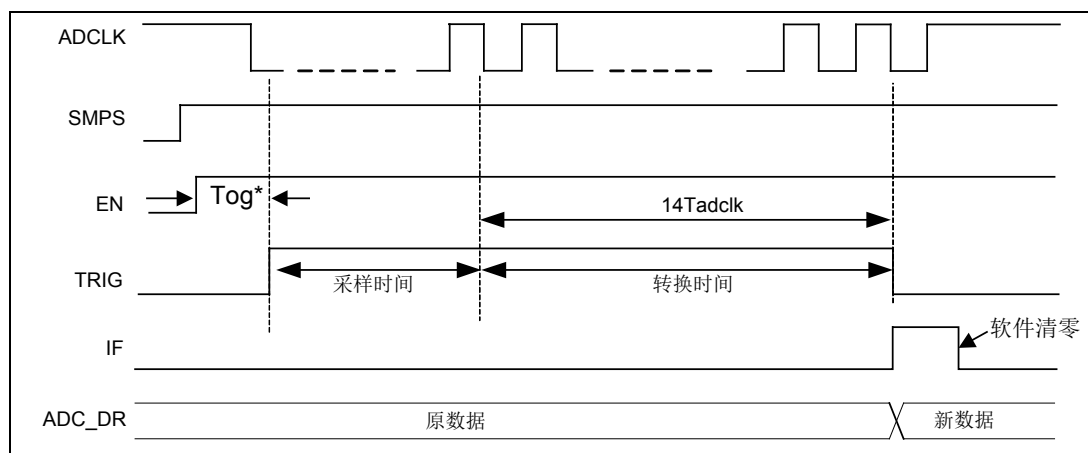 ADCLK
SMPS
EN
Tog*
14Tadclk
TRIG
采样时间
转换时间
IF
软件清零
ADC_DR
原数据
新数据